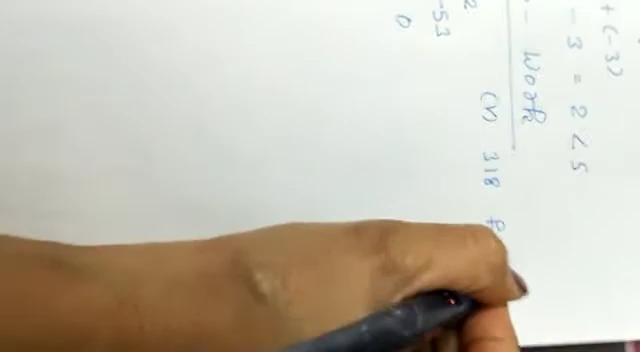 + (-3)
- 3 = 2 < 5
- Work
(V) 318
2
-53
0